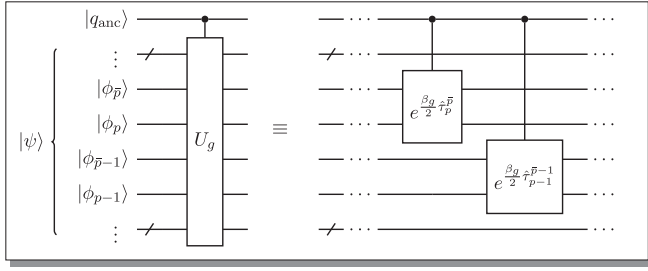 |q_anc⟩ ··· ···
⋮ ··· ···
|ϕ_p̄⟩ ··· e^{β_g/2 τ̂_p^p̄} ···
|ϕ_p⟩ ··· ···
|ψ⟩ U_g ≡
|ϕ_{p̄−1}⟩ ··· e^{β_g/2 τ̂_{p−1}^{p̄−1}} ···
|ϕ_{p−1}⟩ ··· ···
⋮ ··· ···